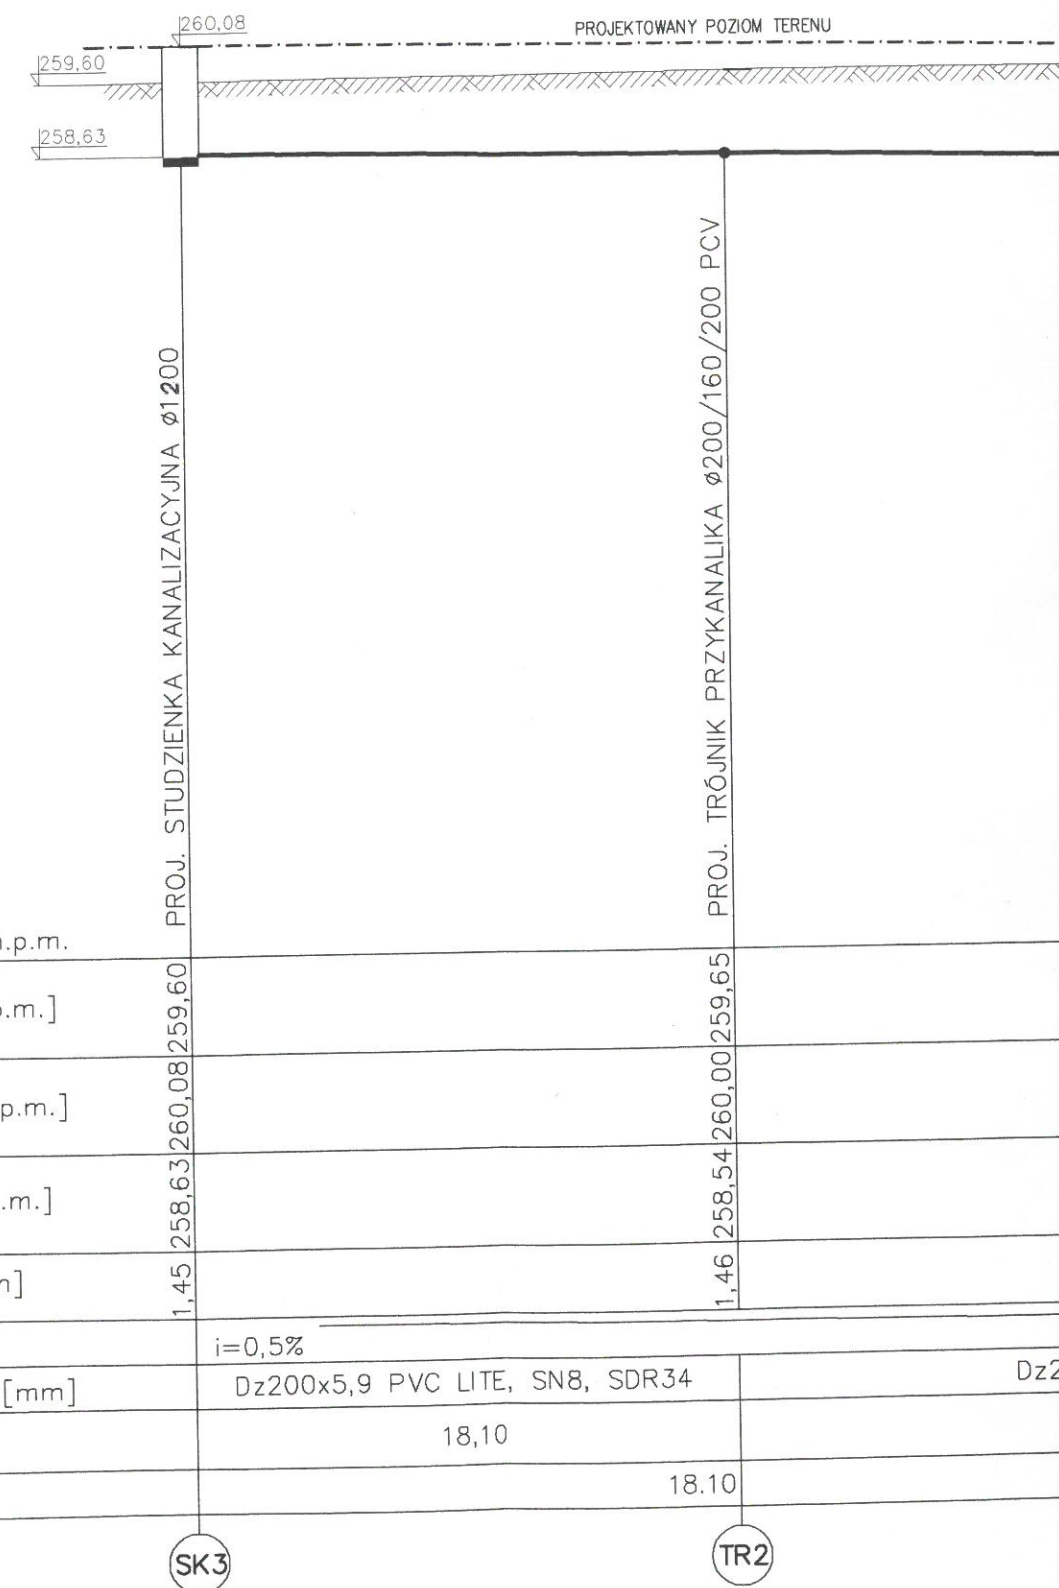 260,08
PROJEKTOWANY POZIOM TERENU
259,60
258,63
PROJ. STUDZIENKA KANALIZACYJNA ø1200
PROJ. TRÓJNIK PRZYKANALIKA ø200/160/200 PCV
.p.m.
259,60
259,65
.m.]
260,08
260,00
p.m.]
258,63
258,54
.m.]
1,45
1,46
]
i=0,5%
[mm]
Dz200x5,9 PVC LITE, SN8, SDR34
Dz2
18,10
18.10
SK3
TR2